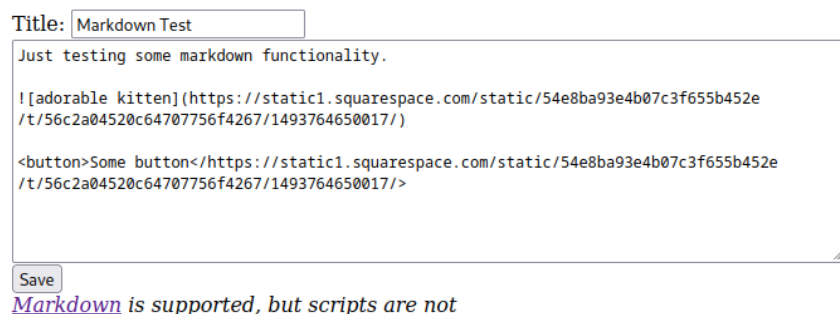 Title: Markdown Test
Just testing some markdown functionality.
![adorable kitten](https://static1.squarespace.com/static/54e8ba93e4b07c3f655b452e
/t/56c2a04520c64707756f4267/1493764650017/)
<button>Some button</https://static1.squarespace.com/static/54e8ba93e4b07c3f655b452e
/t/56c2a04520c64707756f4267/1493764650017/>
Save
Markdown is supported, but scripts are not